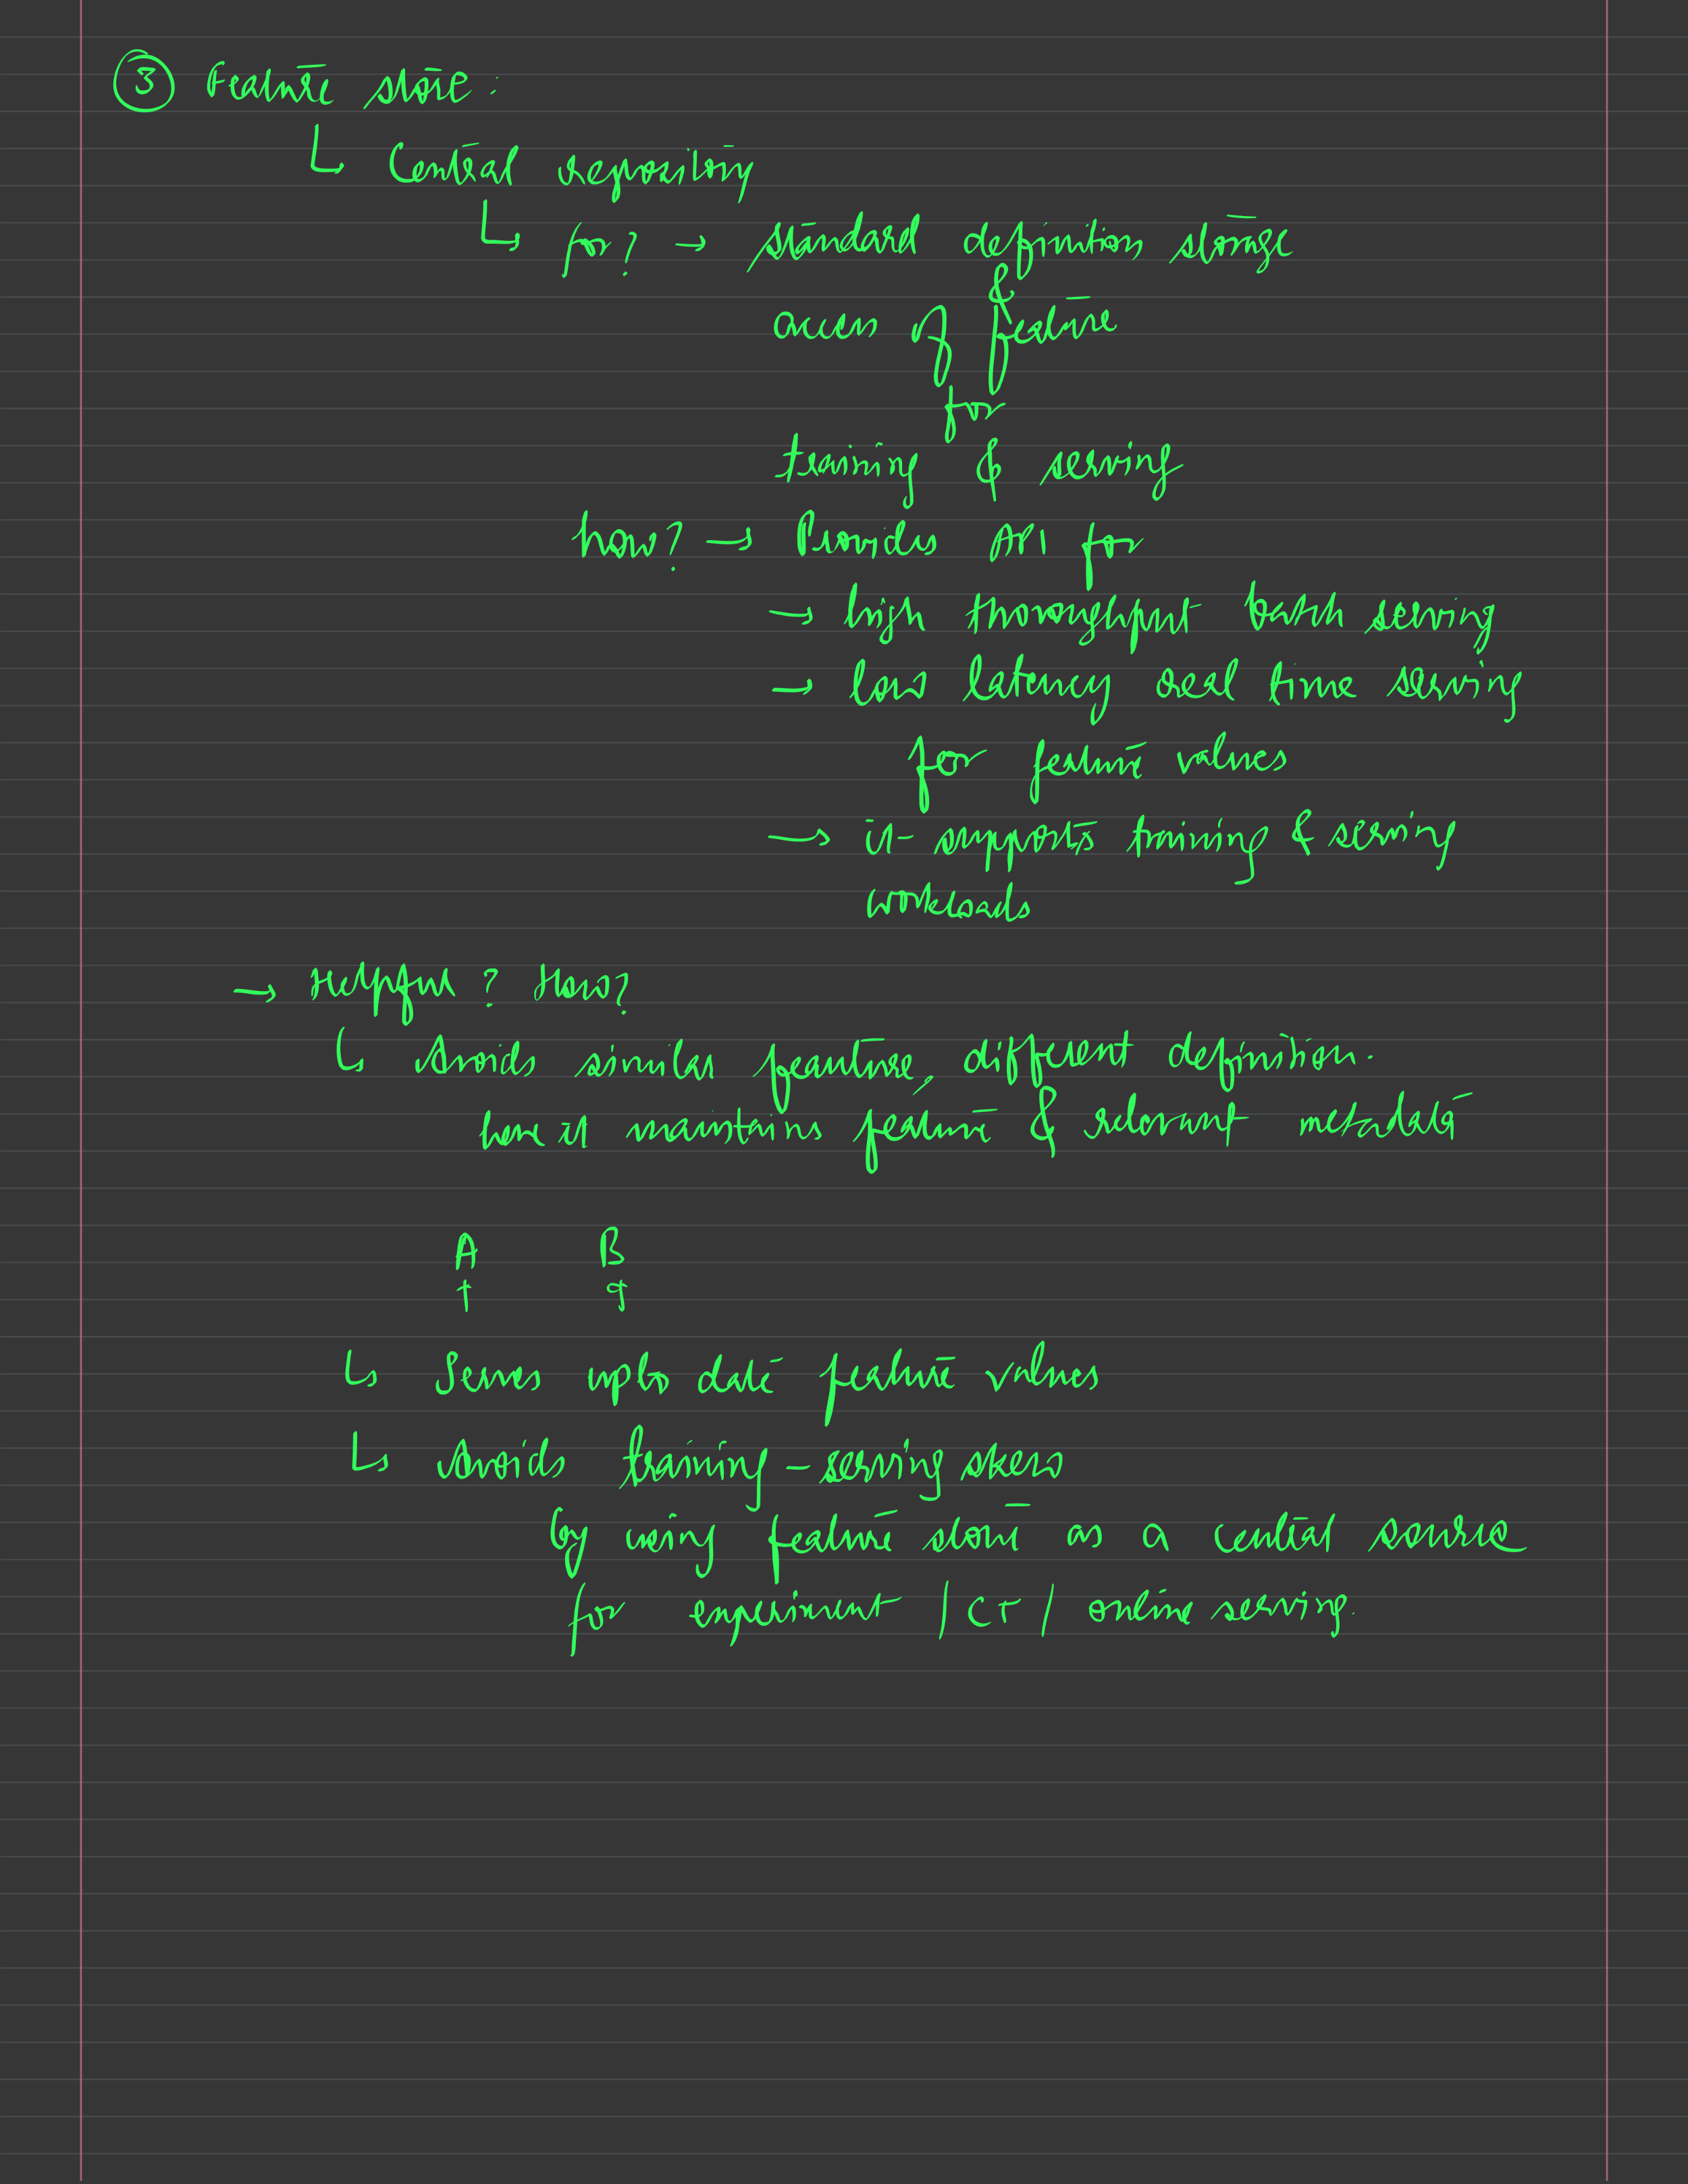 ③ Feature store:
↳ Central repository
↳ for? → standard definition storage
&
access of feature
for
training & serving
how? → Provides API for
→ high throughput batch serving
→ low latency real time serving
for feature values
→ it supports training & serving
workloads
→ Helpful? How?
↳ Avoids similar feature, different definition.
here it maintains feature & relevant metadata
A B
↳ Serves upto date feature values
↳ avoids training - serving skew
by using feature store as a central source
for experiment / CT / online serving.